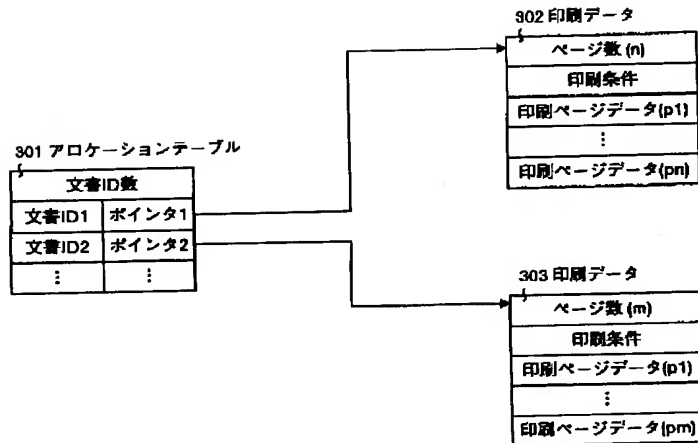 302 印刷データ
ページ数(n)
印刷条件
印刷ページデータ(p1)
⋮
印刷ページデータ(pn)
301 アロケーションテーブル
文書ID数
文書ID1 ポインタ1
文書ID2 ポインタ2
⋮ ⋮
303 印刷データ
ページ数(m)
印刷条件
印刷ページデータ(p1)
⋮
印刷ページデータ(pm)